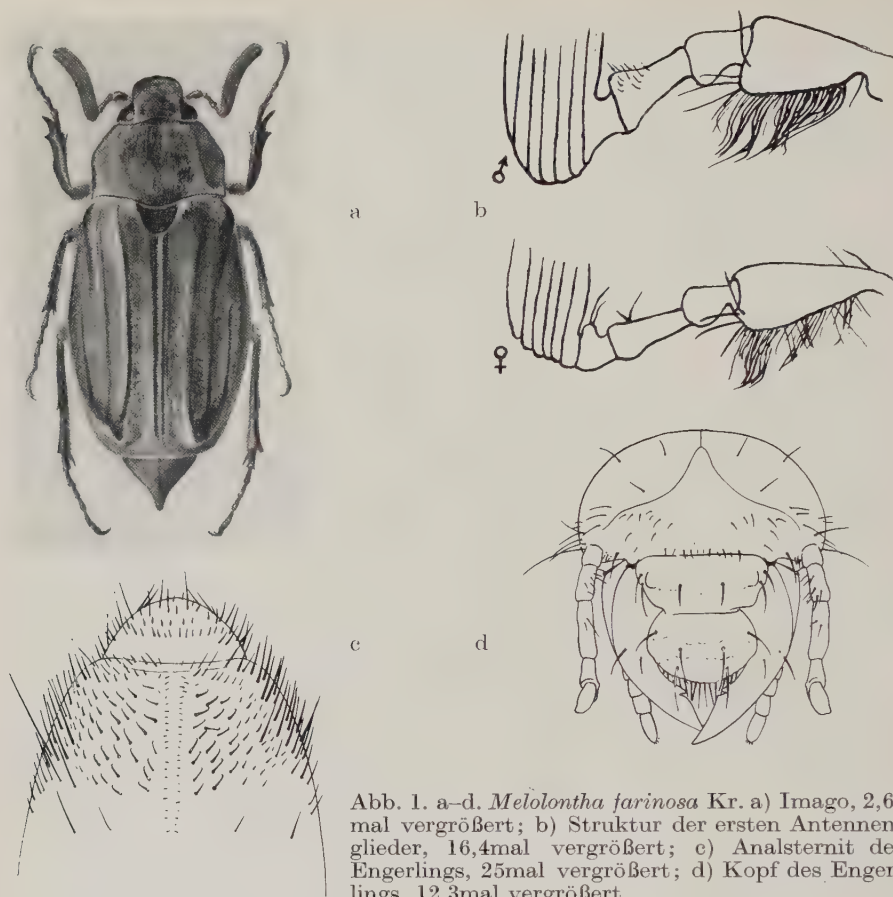 a
b
♂
♀
c
d
Abb. 1. a–d. Melolontha farinosa Kr. a) Imago, 2,6
mal vergrößert; b) Struktur der ersten Antennen
glieder, 16,4mal vergrößert; c) Analsternit de
Engerlings, 25mal vergrößert; d) Kopf des Enger
lings, 12,3mal vergrößert